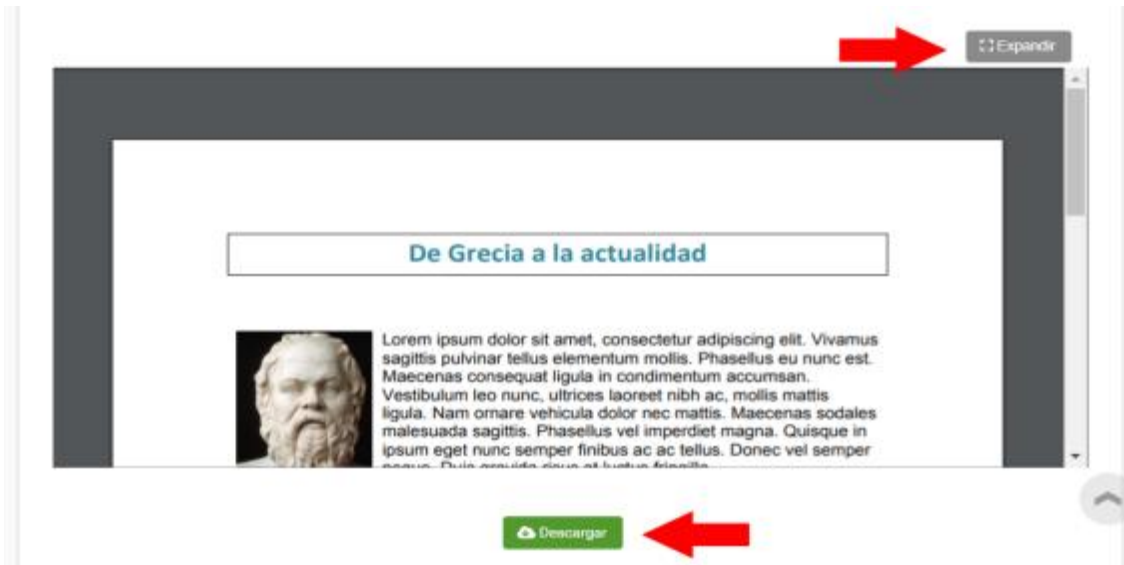 Expandir
De Grecia a la actualidad
Lorem ipsum dolor sit amet, consectetur adipiscing elit. Vivamus
sagittis pulvinar tellus elementum mollis. Phasellus eu nunc est.
Maecenas consequat ligula in condimentum accumsan.
Vestibulum leo nunc, ultrices laoreet nibh ac, mollis mattis
ligula. Nam ornare vehicula dolor nec mattis. Maecenas sodales
malesuada sagittis. Phasellus vel imperdiet magna. Quisque in
ipsum eget nunc semper finibus ac ac tellus. Donec vel semper
Descargar